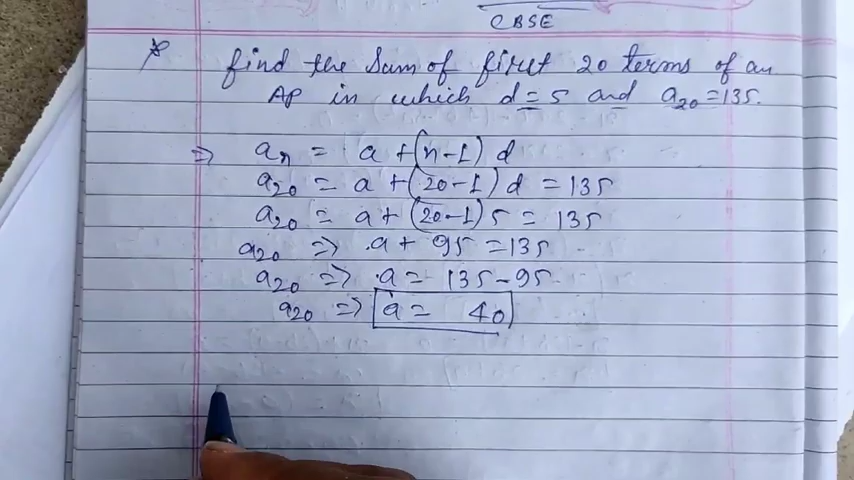 CBSE
* find the Sum of first 20 terms of an
AP in which d = 5 and a₂₀ = 135.
=> aₙ = a + (n-1) d
a₂₀ = a + (20-1) d = 135
a₂₀ = a + (20-1) 5 = 135
a₂₀ => a + 95 = 135
a₂₀ => a = 135 - 95
a₂₀ => a = 40